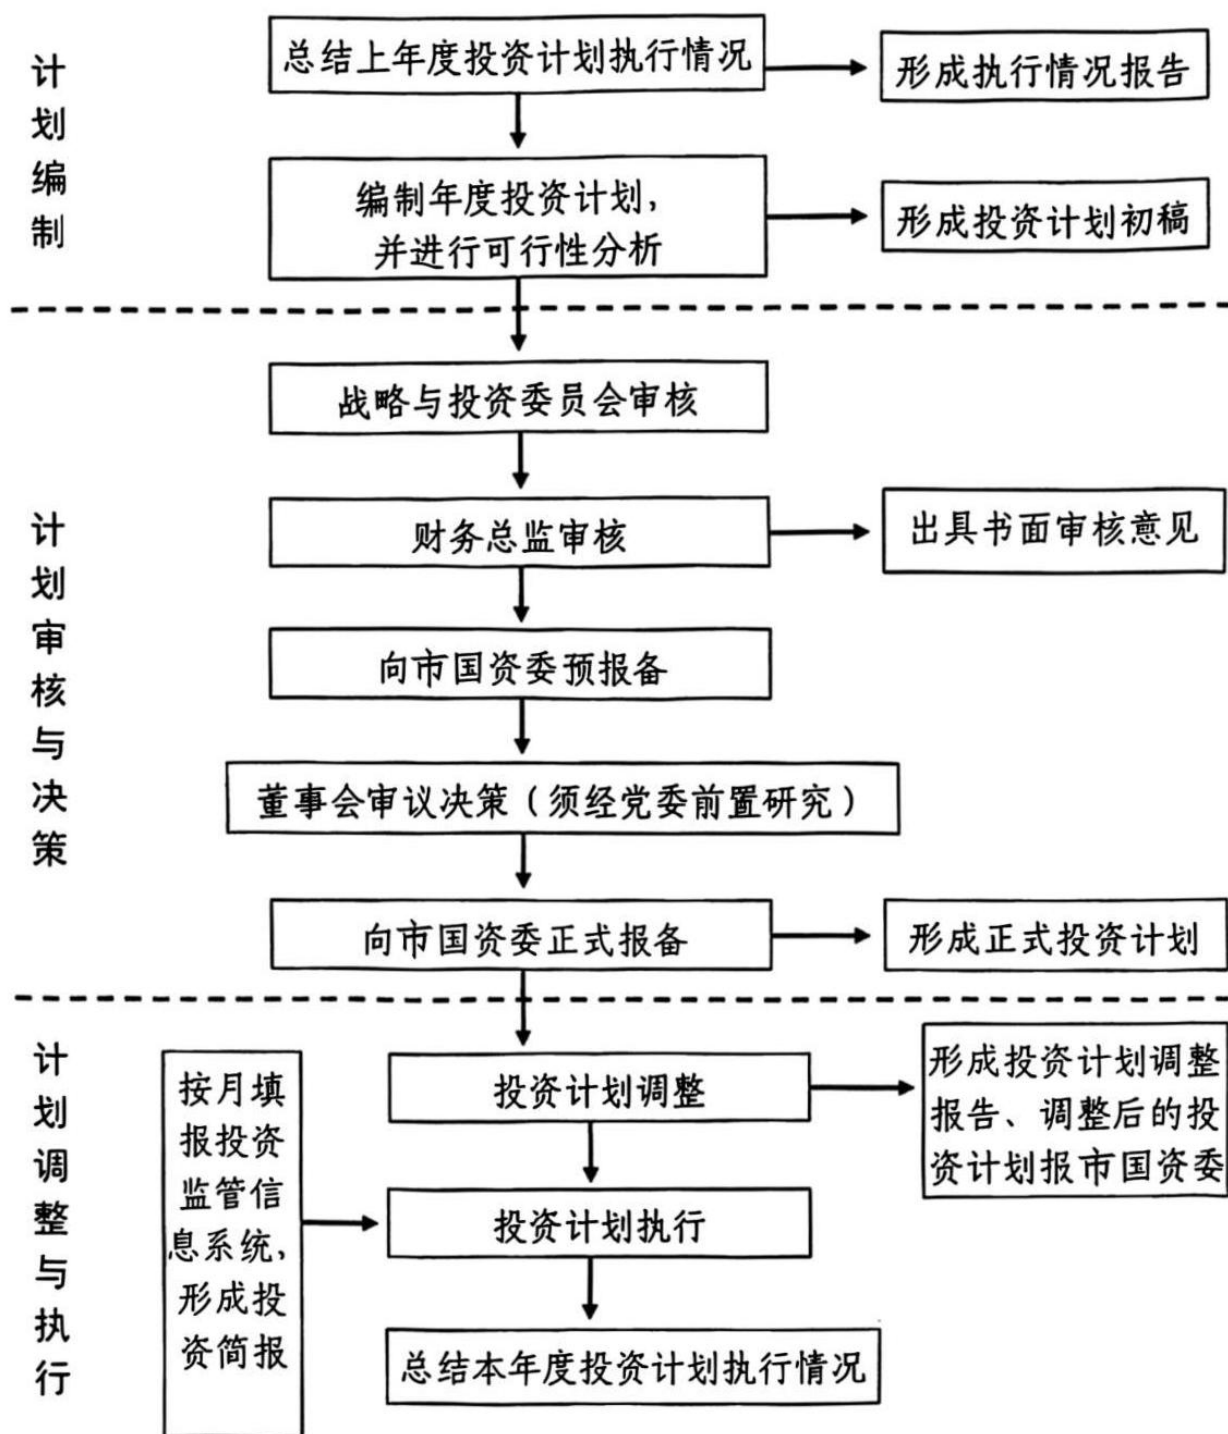 计划编制
总结上年度投资计划执行情况
形成执行情况报告
编制年度投资计划，
并进行可行性分析
形成投资计划初稿
计划审核与决策
战略与投资委员会审核
财务总监审核
出具书面审核意见
向市国资委预报备
董事会审议决策（须经党委前置研究）
向市国资委正式报备
形成正式投资计划
计划调整与执行
按月填
报投资
监管信
息系统，
形成投
资简报
投资计划调整
形成投资计划调整
报告、调整后的投
资计划报市国资委
投资计划执行
总结本年度投资计划执行情况